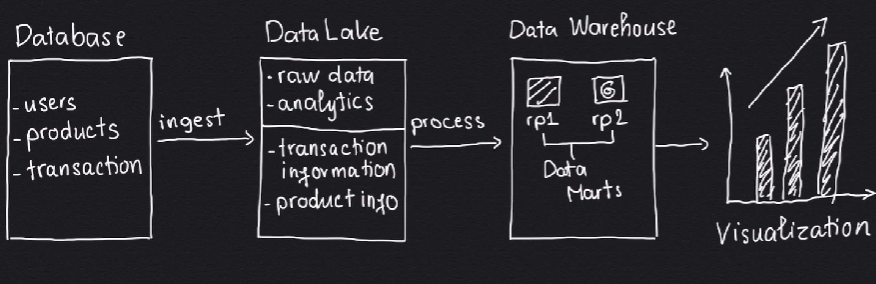 Database
- users
- products
- transaction
ingest
Data Lake
· raw data
- analytics
- transaction
information
- product info
process
Data Warehouse
rp1 rp2
Data
Marts
Visualization